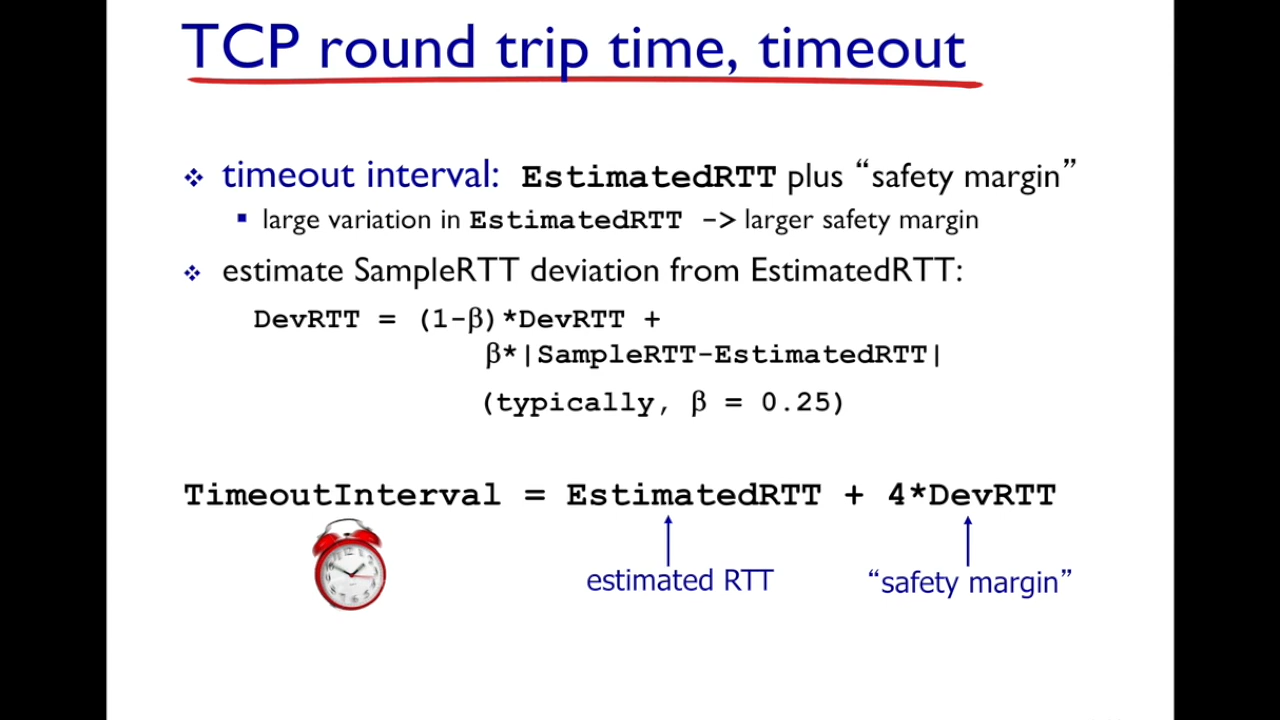 TCP round trip time, timeout
❖ timeout interval: EstimatedRTT plus “safety margin”
▪ large variation in EstimatedRTT -> larger safety margin
❖ estimate SampleRTT deviation from EstimatedRTT:
DevRTT = (1-β)*DevRTT +
β*|SampleRTT-EstimatedRTT|
(typically, β = 0.25)
TimeoutInterval = EstimatedRTT + 4*DevRTT
estimated RTT “safety margin”